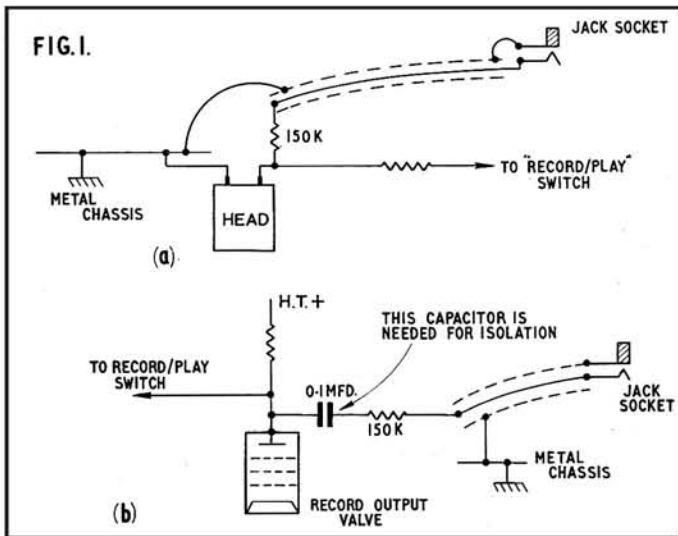 FIG.1.
JACK SOCKET
150K
TO "RECORD/PLAY"
SWITCH
METAL
CHASSIS
HEAD
(a)
H.T.+
THIS CAPACITOR IS
NEEDED FOR ISOLATION
TO RECORD/PLAY
SWITCH
0·1MFD.
150K
JACK
SOCKET
METAL
CHASSIS
RECORD OUTPUT
VALVE
(b)